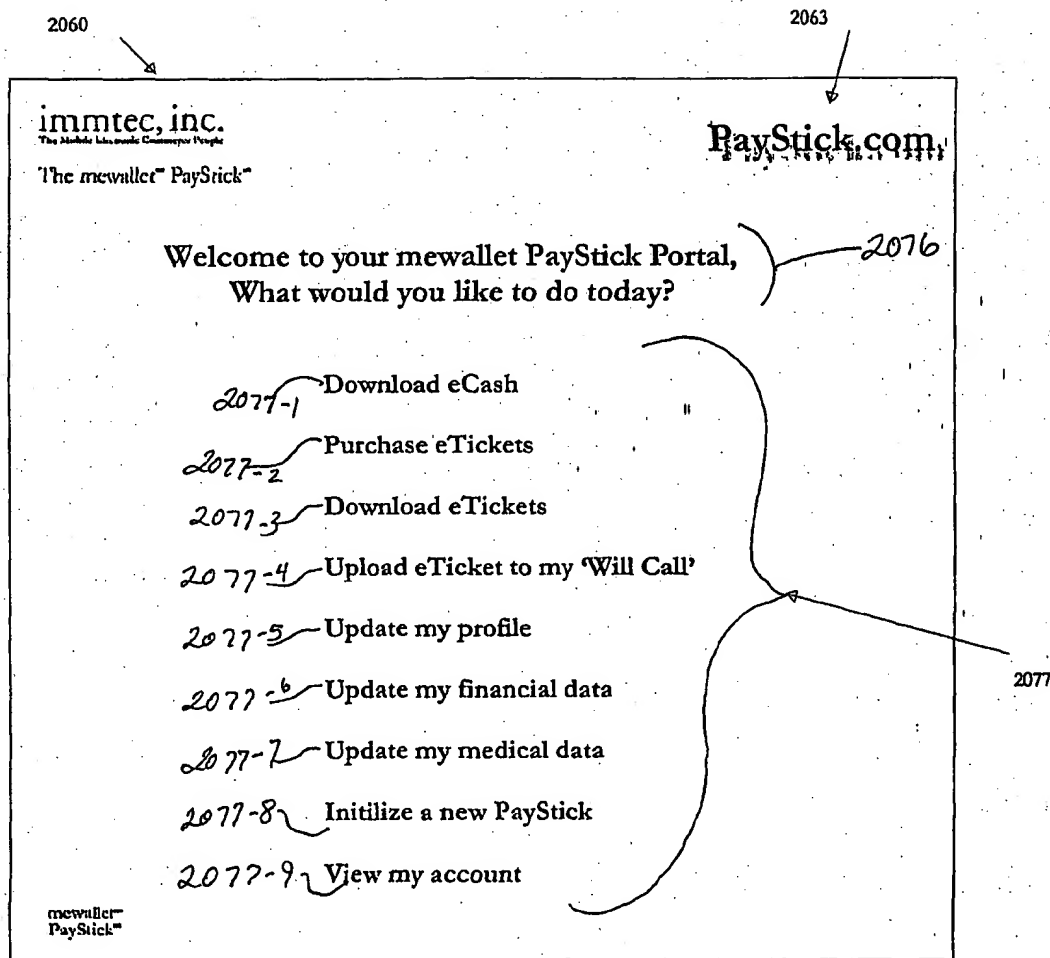 2060
2063
immtec, inc.
PayStick.com
The mewallet™ PayStick™
Welcome to your mewallet PayStick Portal,
What would you like to do today?
2076
2077-1 Download eCash
2077-2 Purchase eTickets
2077-3 Download eTickets
2077-4 Upload eTicket to my 'Will Call'
2077-5 Update my profile
2077-6 Update my financial data
2077
2077-7 Update my medical data
2077-8 Initilize a new PayStick
2077-9 View my account
mewallet™
PayStick™